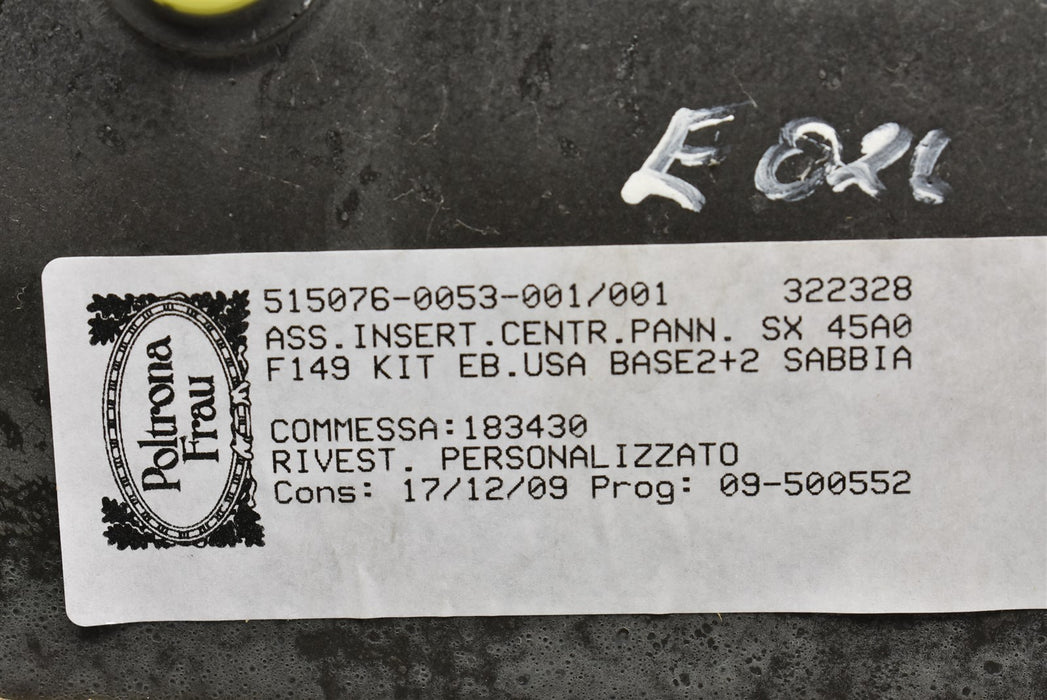 515076-0053-001/001 322328
ASS.INSERT.CENTR.PANN. SX 45A0
F149 KIT EB.USA BASE2+2 SABBIA
COMMESSA:183430
RIVEST. PERSONALIZZATO
Cons: 17/12/09 Prog: 09-500552
Poltrona
Frau